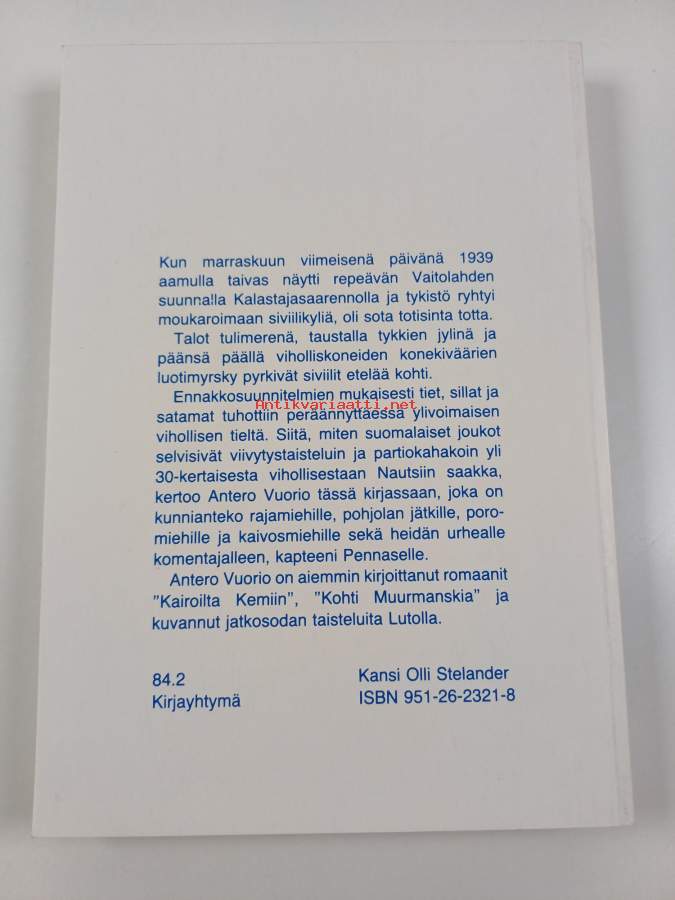 Kun marraskuun viimeisenä päivänä 1939
aamulla taivas näytti repeävän Vaitolahden
suunnalla Kalastajasaarennolla ja tykistö ryhtyi
moukaroimaan siviilikyliä, oli sota totisinta totta.
Talot tulimerenä, taustalla tykkien jylinä ja
päänsä päällä viholliskoneiden konekiväärien
luotimyrsky pyrkivät siviilit etelää kohti.
Ennakkosuunnitelmien mukaisesti tiet, sillat ja
Antikvariaatti.net
satamat tuhottiin peräännyttäessä ylivoimaisen
vihollisen tieltä. Siitä, miten suomalaiset joukot
selvisivät viivytystaisteluin ja partiokahakoin yli
30-kertaisesta vihollisestaan Nautsiin saakka,
kertoo Antero Vuorio tässä kirjassaan, joka on
kunnianteko rajamiehille, pohjolan jätkille, poro-
miehille ja kaivosmiehille sekä heidän urhealle
komentajalleen, kapteeni Pennaselle.
Antero Vuorio on aiemmin kirjoittanut romaanit
"Kairoilta Kemiin", "Kohti Muurmanskia" ja
kuvannut jatkosodan taisteluita Lutolla.
84.2
Kirjayhtymä
Kansi Olli Stelander
ISBN 951-26-2321-8